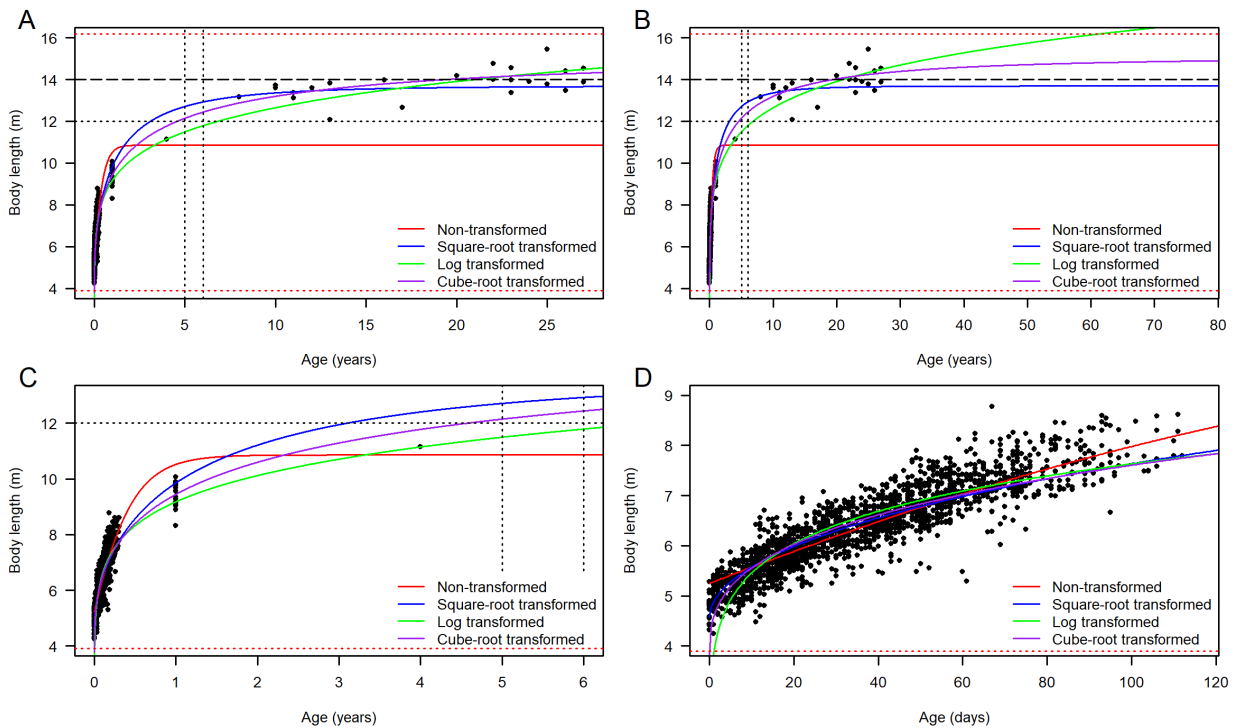 A
Body length (m)
16
14
12
10
8
6
4
Non-transformed
Square-root transformed
Log transformed
Cube-root transformed
0 5 10 15 20 25
Age (years)
B
Body length (m)
16
14
12
10
8
6
4
Non-transformed
Square-root transformed
Log transformed
Cube-root transformed
0 10 20 30 40 50 60 70 80
Age (years)
C
Body length (m)
12
10
8
6
4
Non-transformed
Square-root transformed
Log transformed
Cube-root transformed
0 1 2 3 4 5 6
Age (years)
D
Body length (m)
9
8
7
6
5
4
Non-transformed
Square-root transformed
Log transformed
Cube-root transformed
0 20 40 60 80 100 120
Age (days)